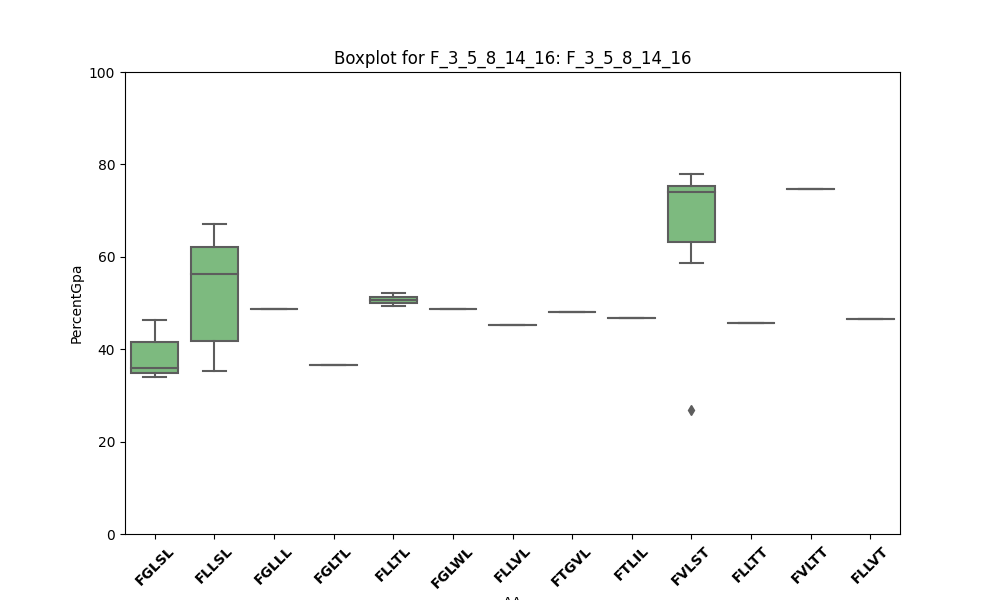 Boxplot for F_3_5_8_14_16: F_3_5_8_14_16
100
80
60
40
20
0
PercentGpa
FGLSL
FLLSL
FGLLL
FGLTL
FLLTL
FGLWL
FLLVL
FTGVL
FTLIL
FVLST
FLLTT
FVLTT
FLLVT